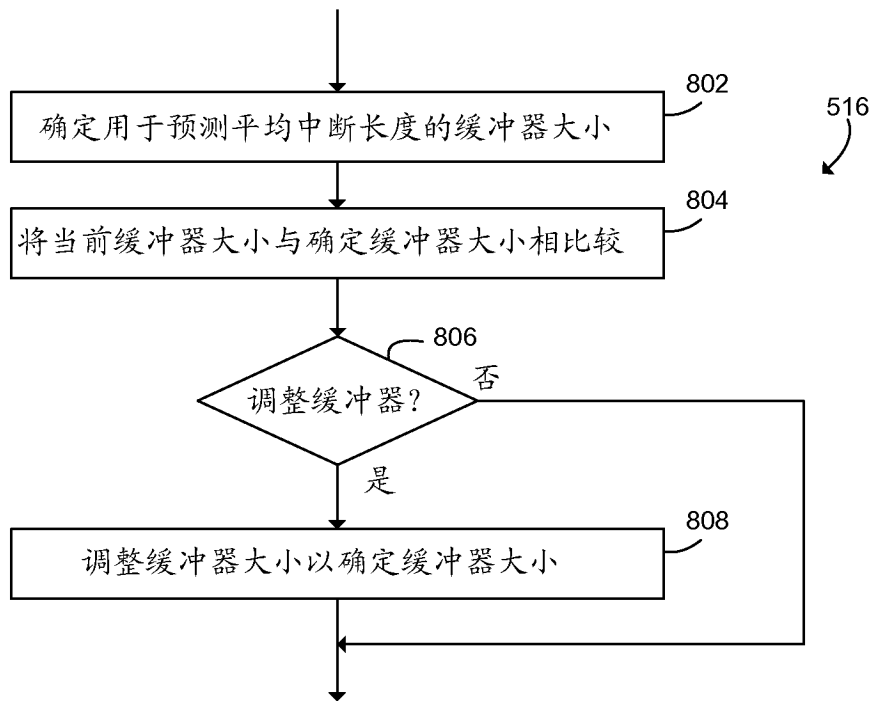 802
确定用于预测平均中断长度的缓冲器大小
516
804
将当前缓冲器大小与确定缓冲器大小相比较
806
调整缓冲器?
否
是
808
调整缓冲器大小以确定缓冲器大小